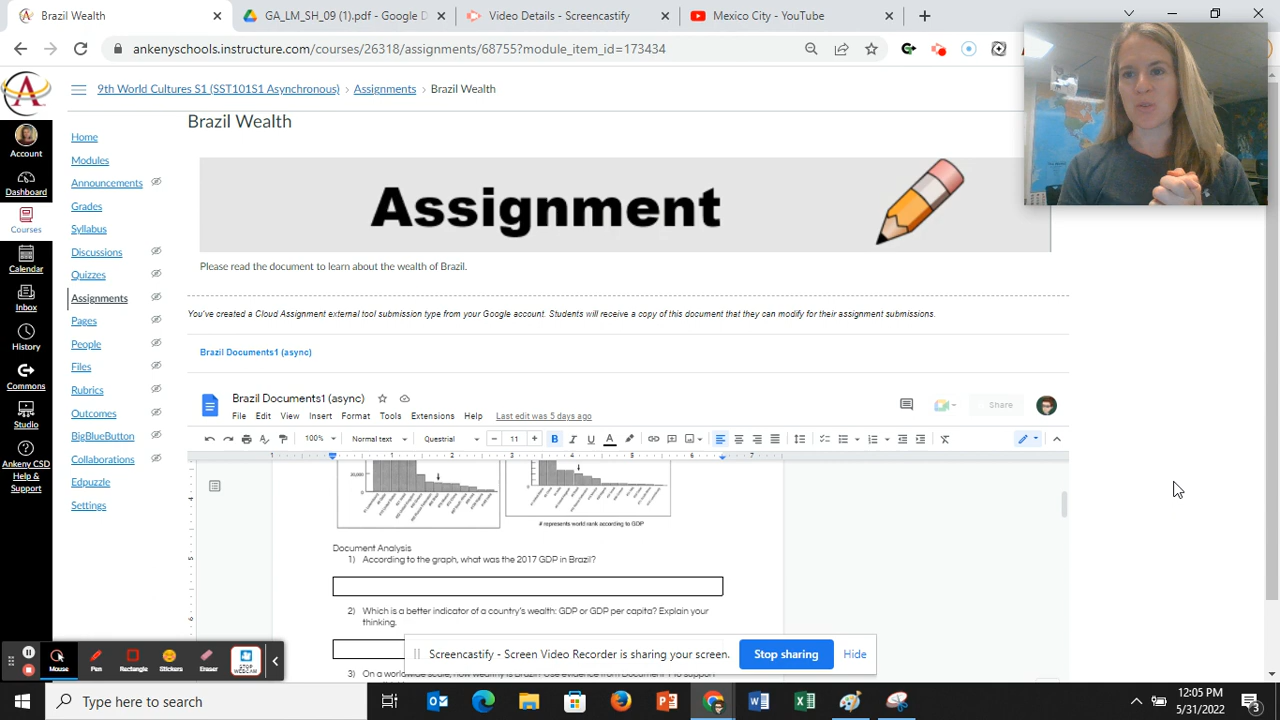 Brazil Wealth
GA_LM_SH_09 (1).pdf - Google D
Video Details - Screencastify
Mexico City - YouTube
ankenyschools.instructure.com/courses/26318/assignments/68755?module_item_id=173434
9th World Cultures S1 (SST101S1 Asynchronous) › Assignments › Brazil Wealth
Account
Dashboard
Courses
Calendar
Inbox
History
Commons
Studio
Ankeny CSD
Help &
Support
Home
Modules
Announcements
Grades
Syllabus
Discussions
Quizzes
Assignments
Pages
People
Files
Rubrics
Outcomes
BigBlueButton
Collaborations
Edpuzzle
Settings
Brazil Wealth
Assignment
Please read the document to learn about the wealth of Brazil.
You've created a Cloud Assignment external tool submission type from your Google account. Students will receive a copy of this document that they can modify for their assignment submissions.
Brazil Documents1 (async)
Brazil Documents1 (async)
File Edit View Insert Format Tools Extensions Help Last edit was 5 days ago
Share
100% Normal text Questrial 11
# represents world rank according to GDP
Document Analysis
1) According to the graph, what was the 2017 GDP in Brazil?
2) Which is a better indicator of a country's wealth: GDP or GDP per capita? Explain your
thinking.
Mouse Pen Rectangle Stickers Eraser STOP WEBCAM
Screencastify - Screen Video Recorder is sharing your screen. Stop sharing Hide
Type here to search
12:05 PM
5/31/2022
3